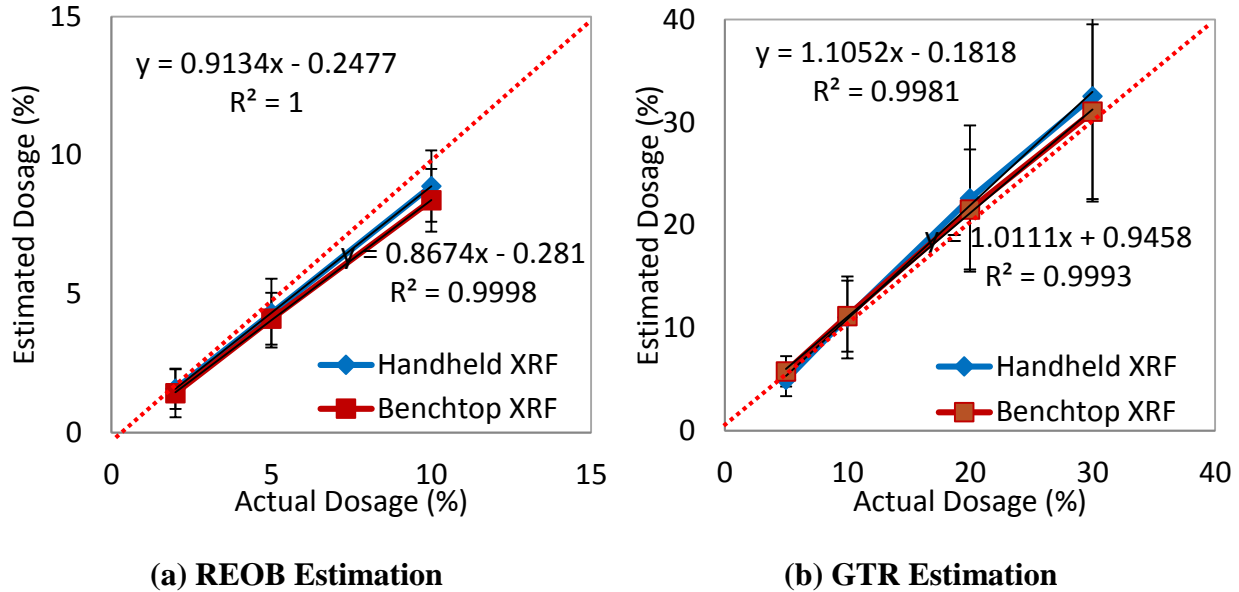 15
10
5
0
Estimated Dosage (%)
y = 0.9134x - 0.2477
R² = 1
y = 0.8674x - 0.281
R² = 0.9998
Handheld XRF
Benchtop XRF
0 5 10 15
Actual Dosage (%)
(a) REOB Estimation
40
30
20
10
0
Estimated Dosage (%)
y = 1.1052x - 0.1818
R² = 0.9981
y = 1.0111x + 0.9458
R² = 0.9993
Handheld XRF
Benchtop XRF
0 10 20 30 40
Actual Dosage (%)
(b) GTR Estimation